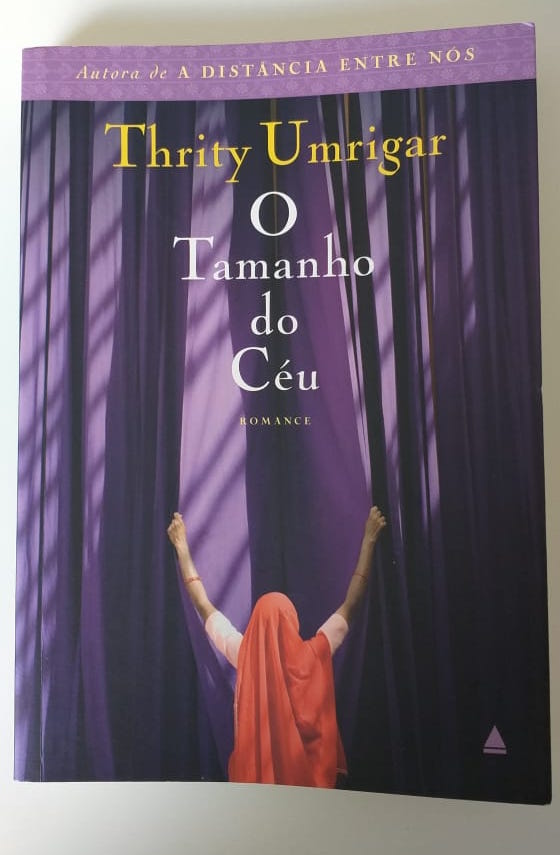 Autora de A DISTÂNCIA ENTRE NÓS
Thrity Umrigar
O
Tamanho
do
Céu
ROMANCE